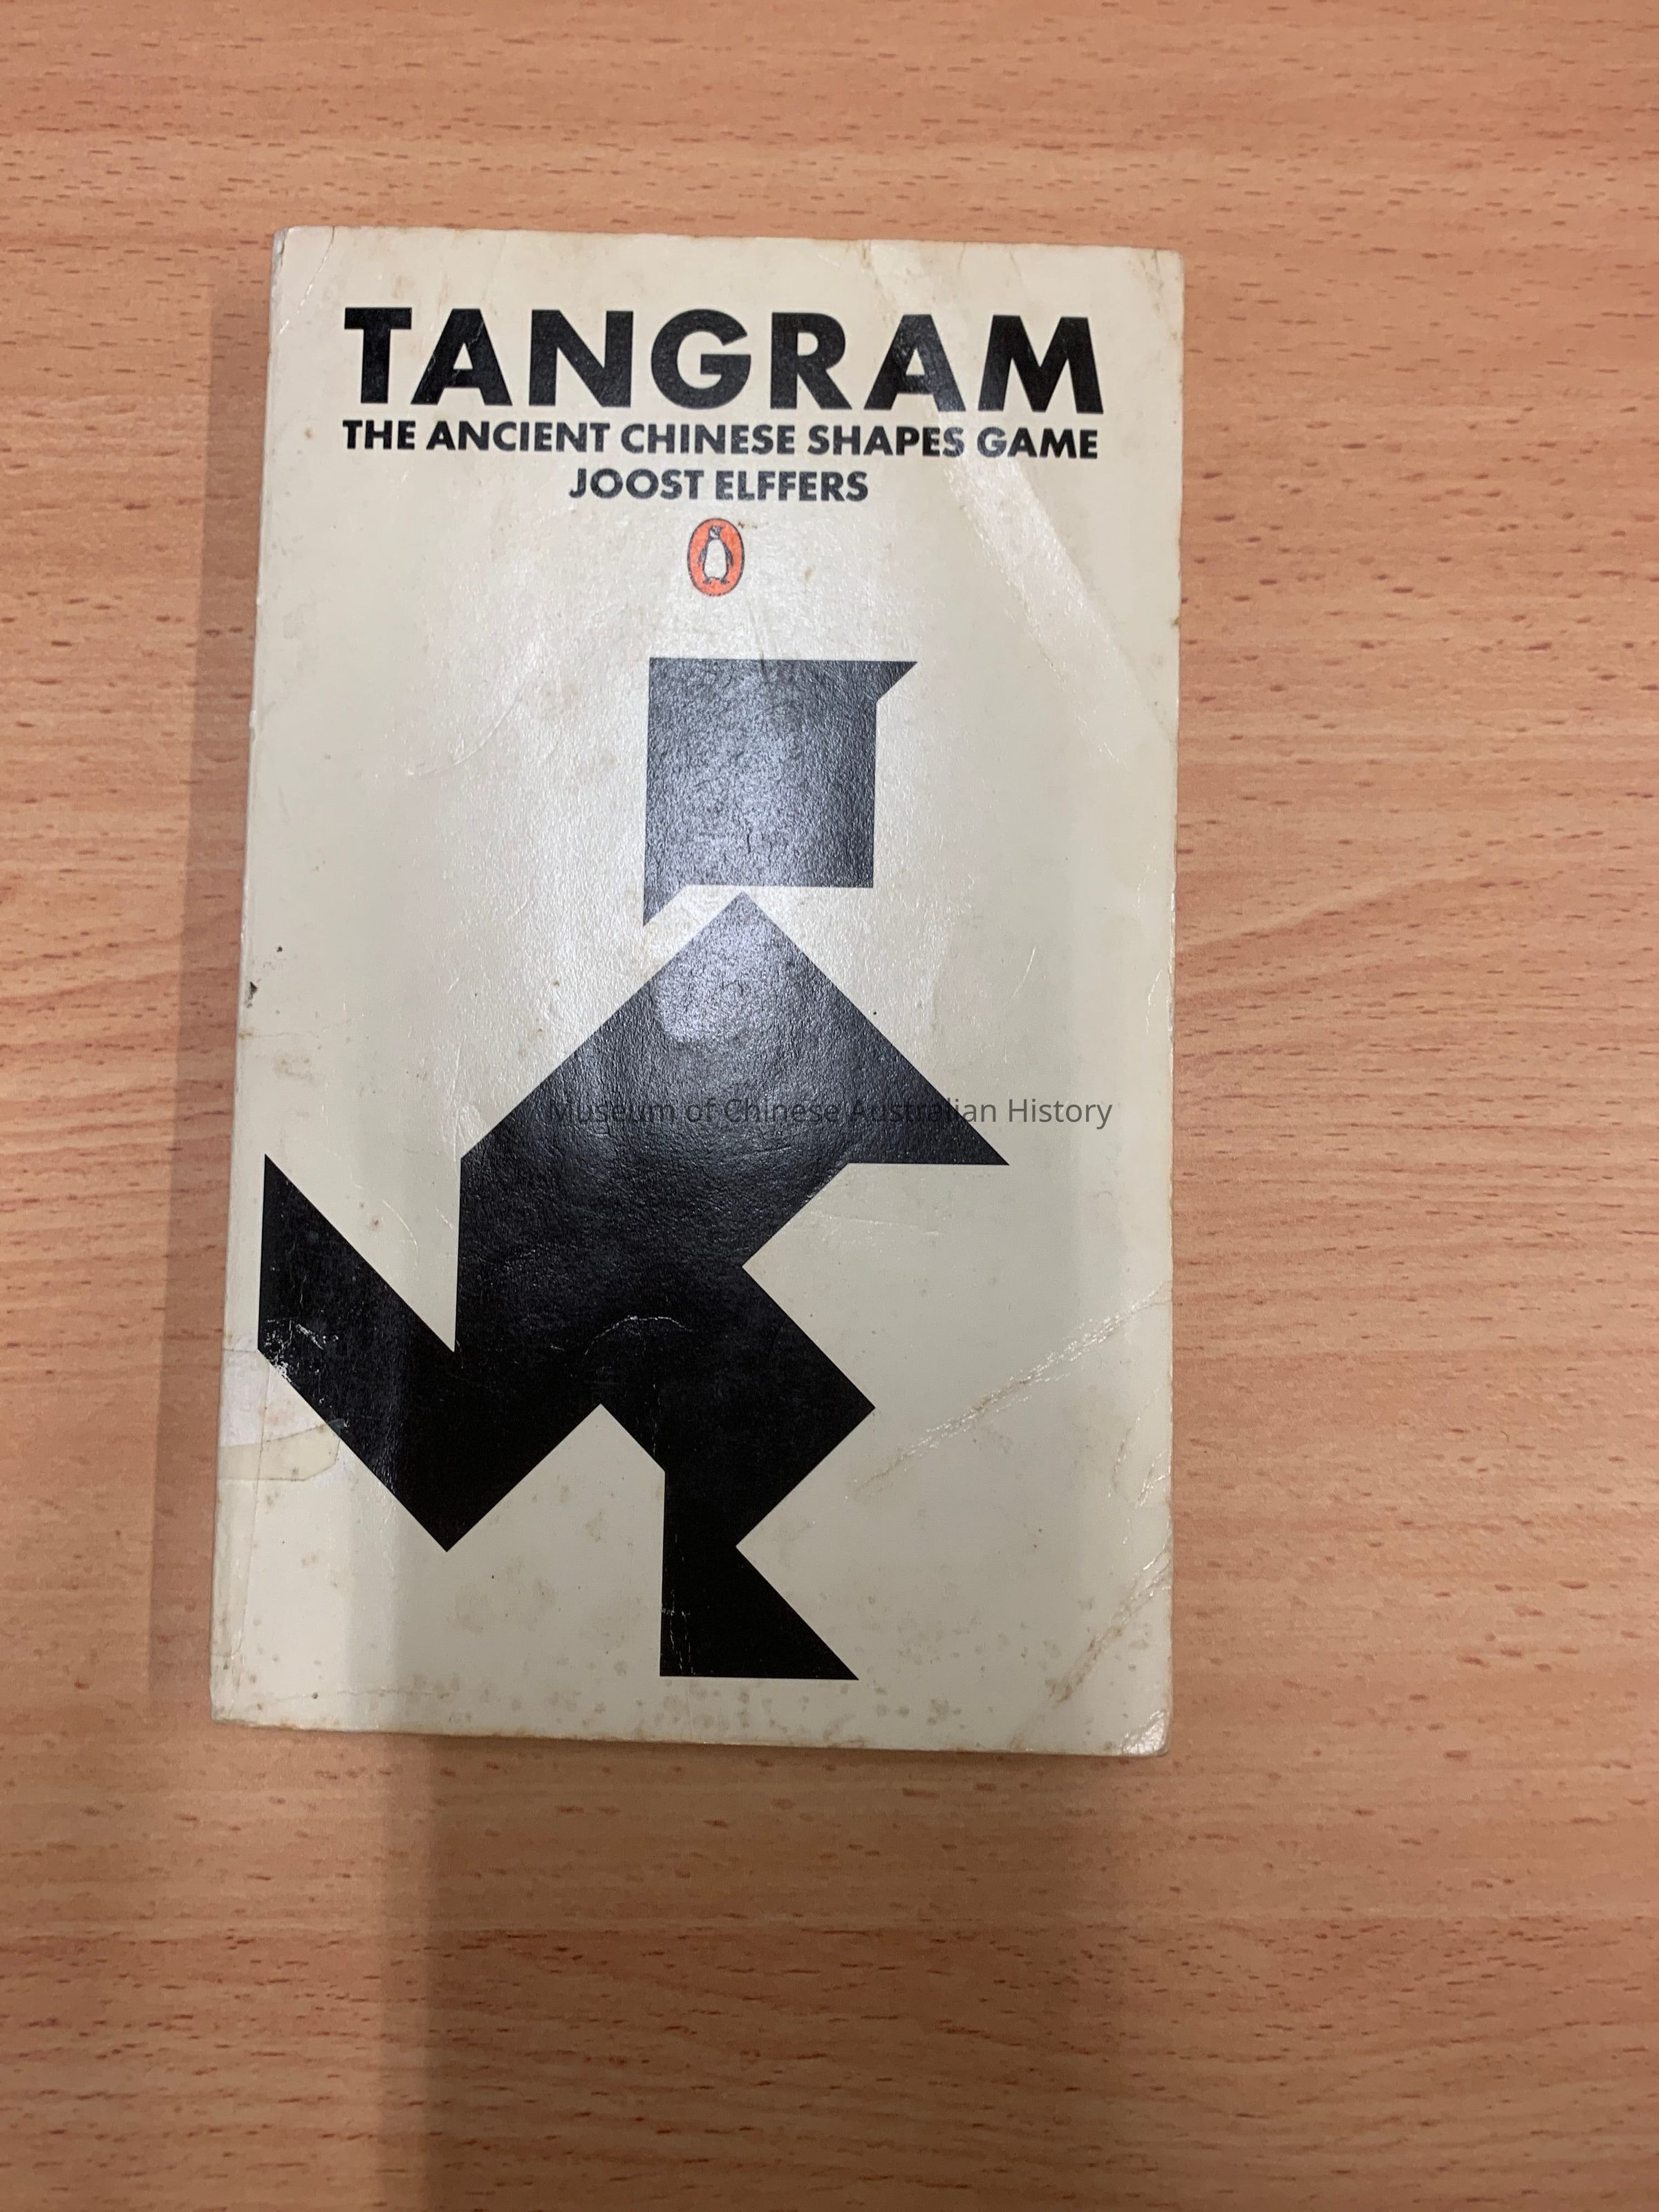 TANGRAM
THE ANCIENT CHINESE SHAPES GAME
JOOST ELFFERS
Museum of Chinese Australian History